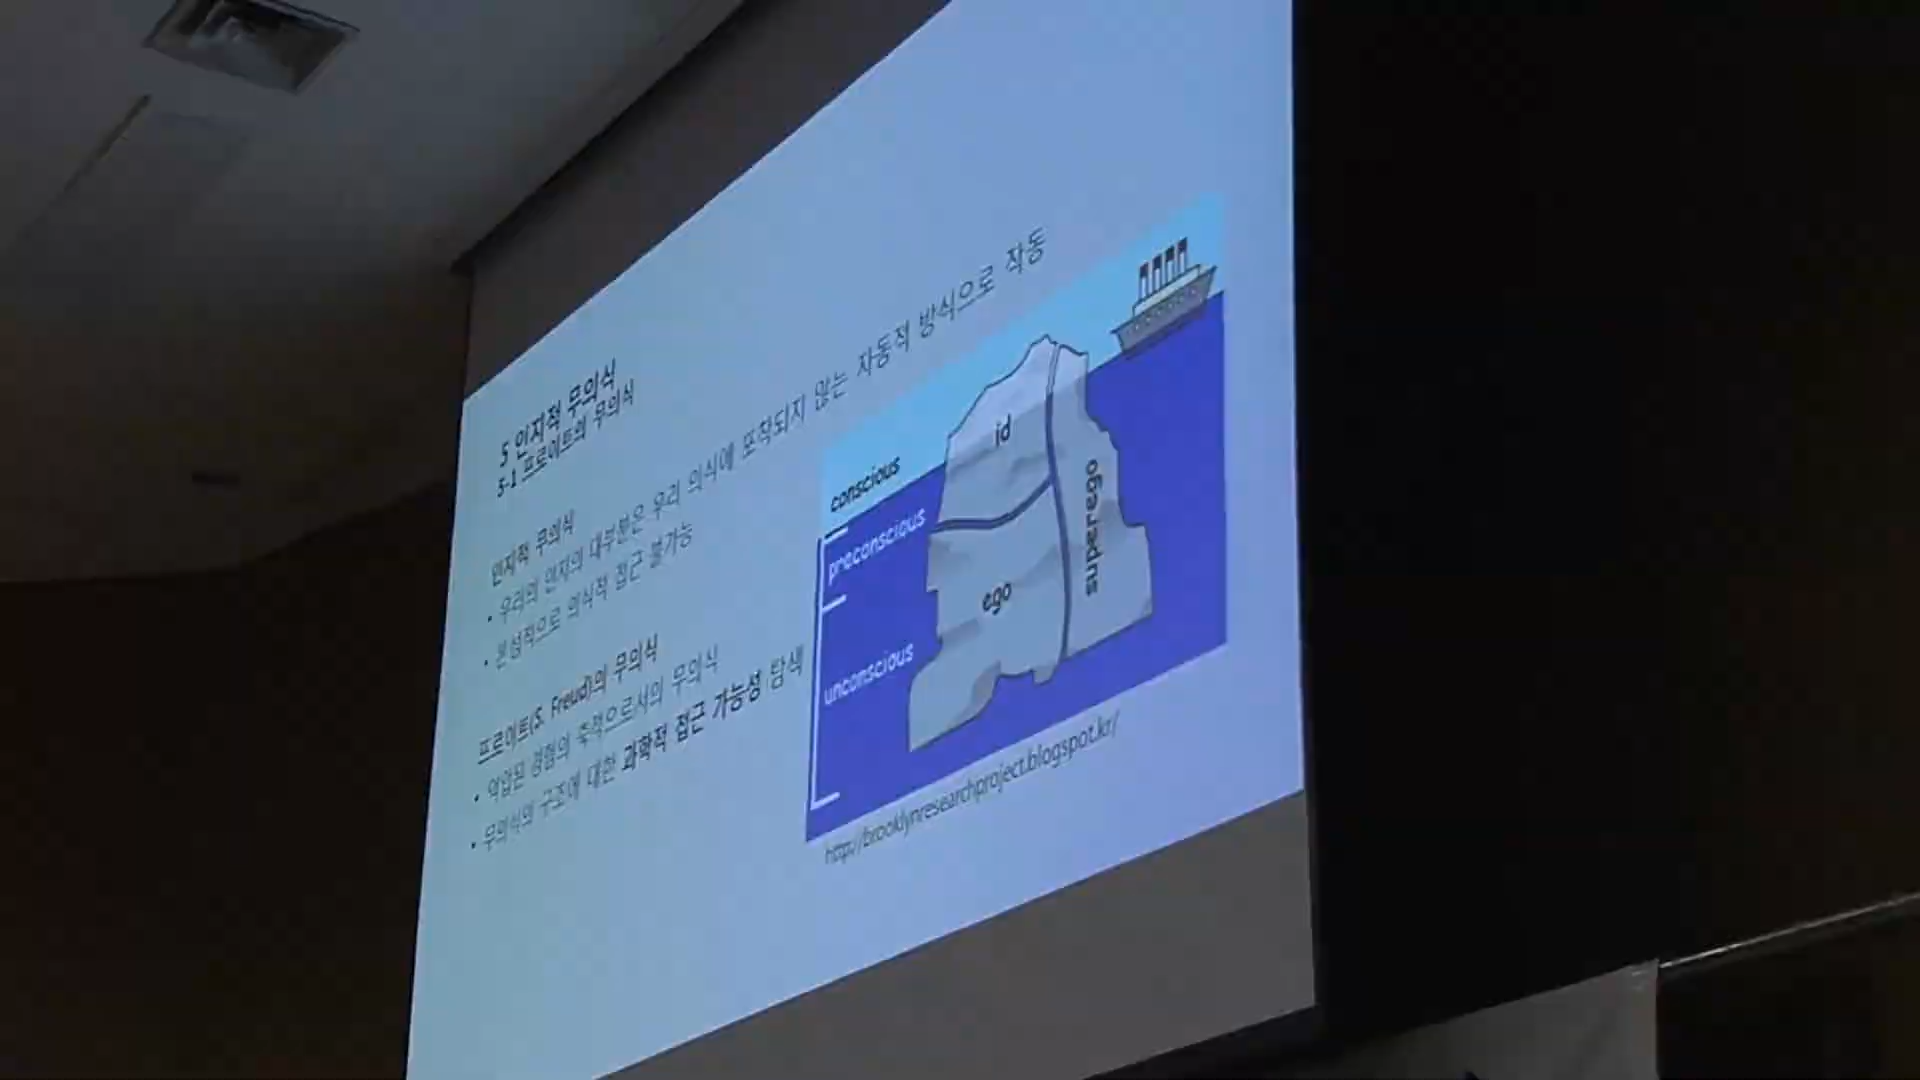 5 인지적 무의식
5-1 프로이트의 무의식
인지적 무의식
• 우리의 인지의 대부분은 우리 의식에 포착되지 않는 자동적 방식으로 작동
• 본성적으로 의식적 접근 불가능
프로이트(S. Freud)의 무의식
• 억압된 경험의 축적으로서의 무의식
• 무의식의 구조에 대한 과학적 접근 가능성 탐색
conscious
preconscious
unconscious
id
ego
superego
http://brooklynresearchproject.blogspot.kr/